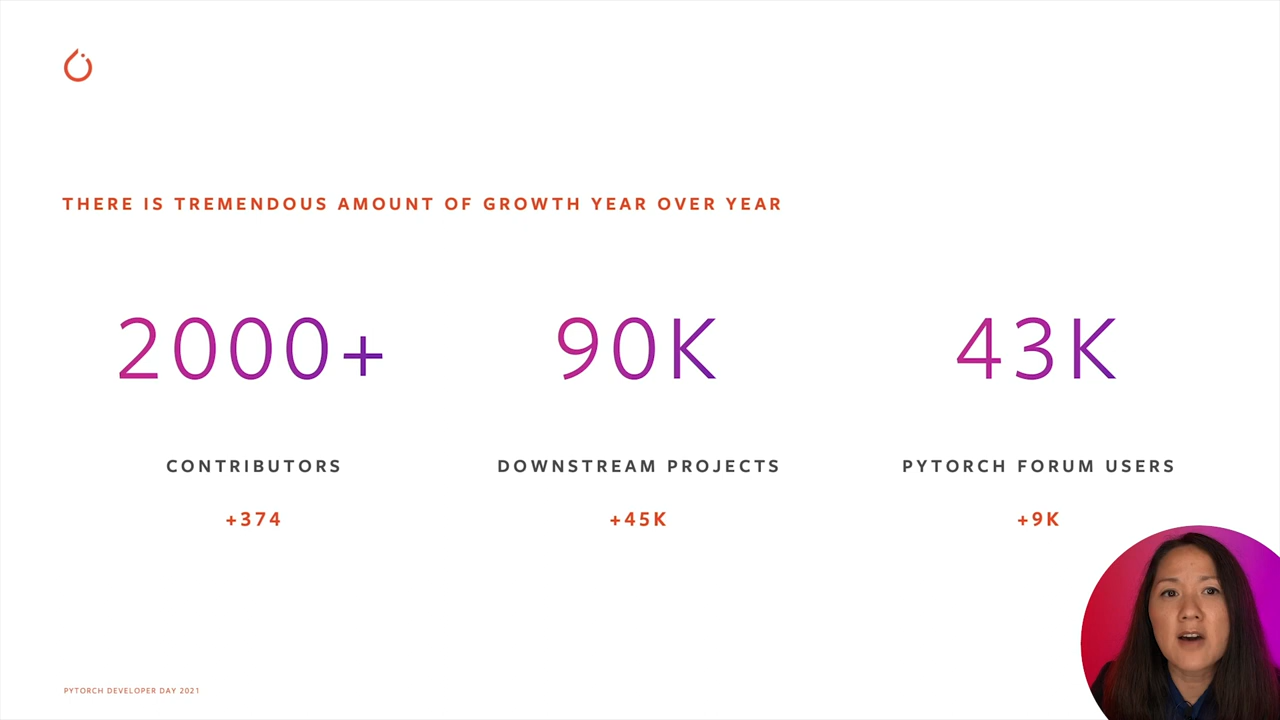 THERE IS TREMENDOUS AMOUNT OF GROWTH YEAR OVER YEAR
2000+
90K
43K
CONTRIBUTORS
DOWNSTREAM PROJECTS
PYTORCH FORUM USERS
+374
+45K
+9K
PYTORCH DEVELOPER DAY 2021